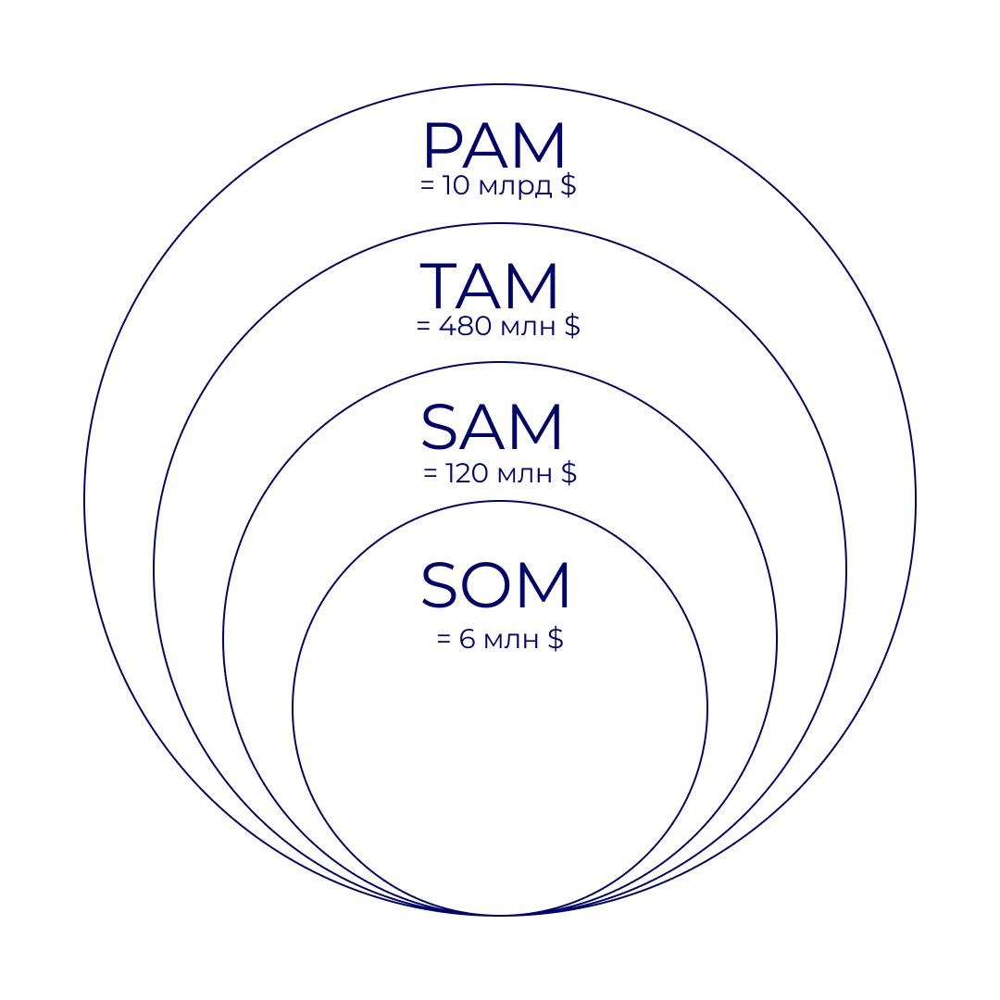 PAM
= 10 млрд $
TAM
= 480 млн $
SAM
= 120 млн $
SOM
= 6 млн $